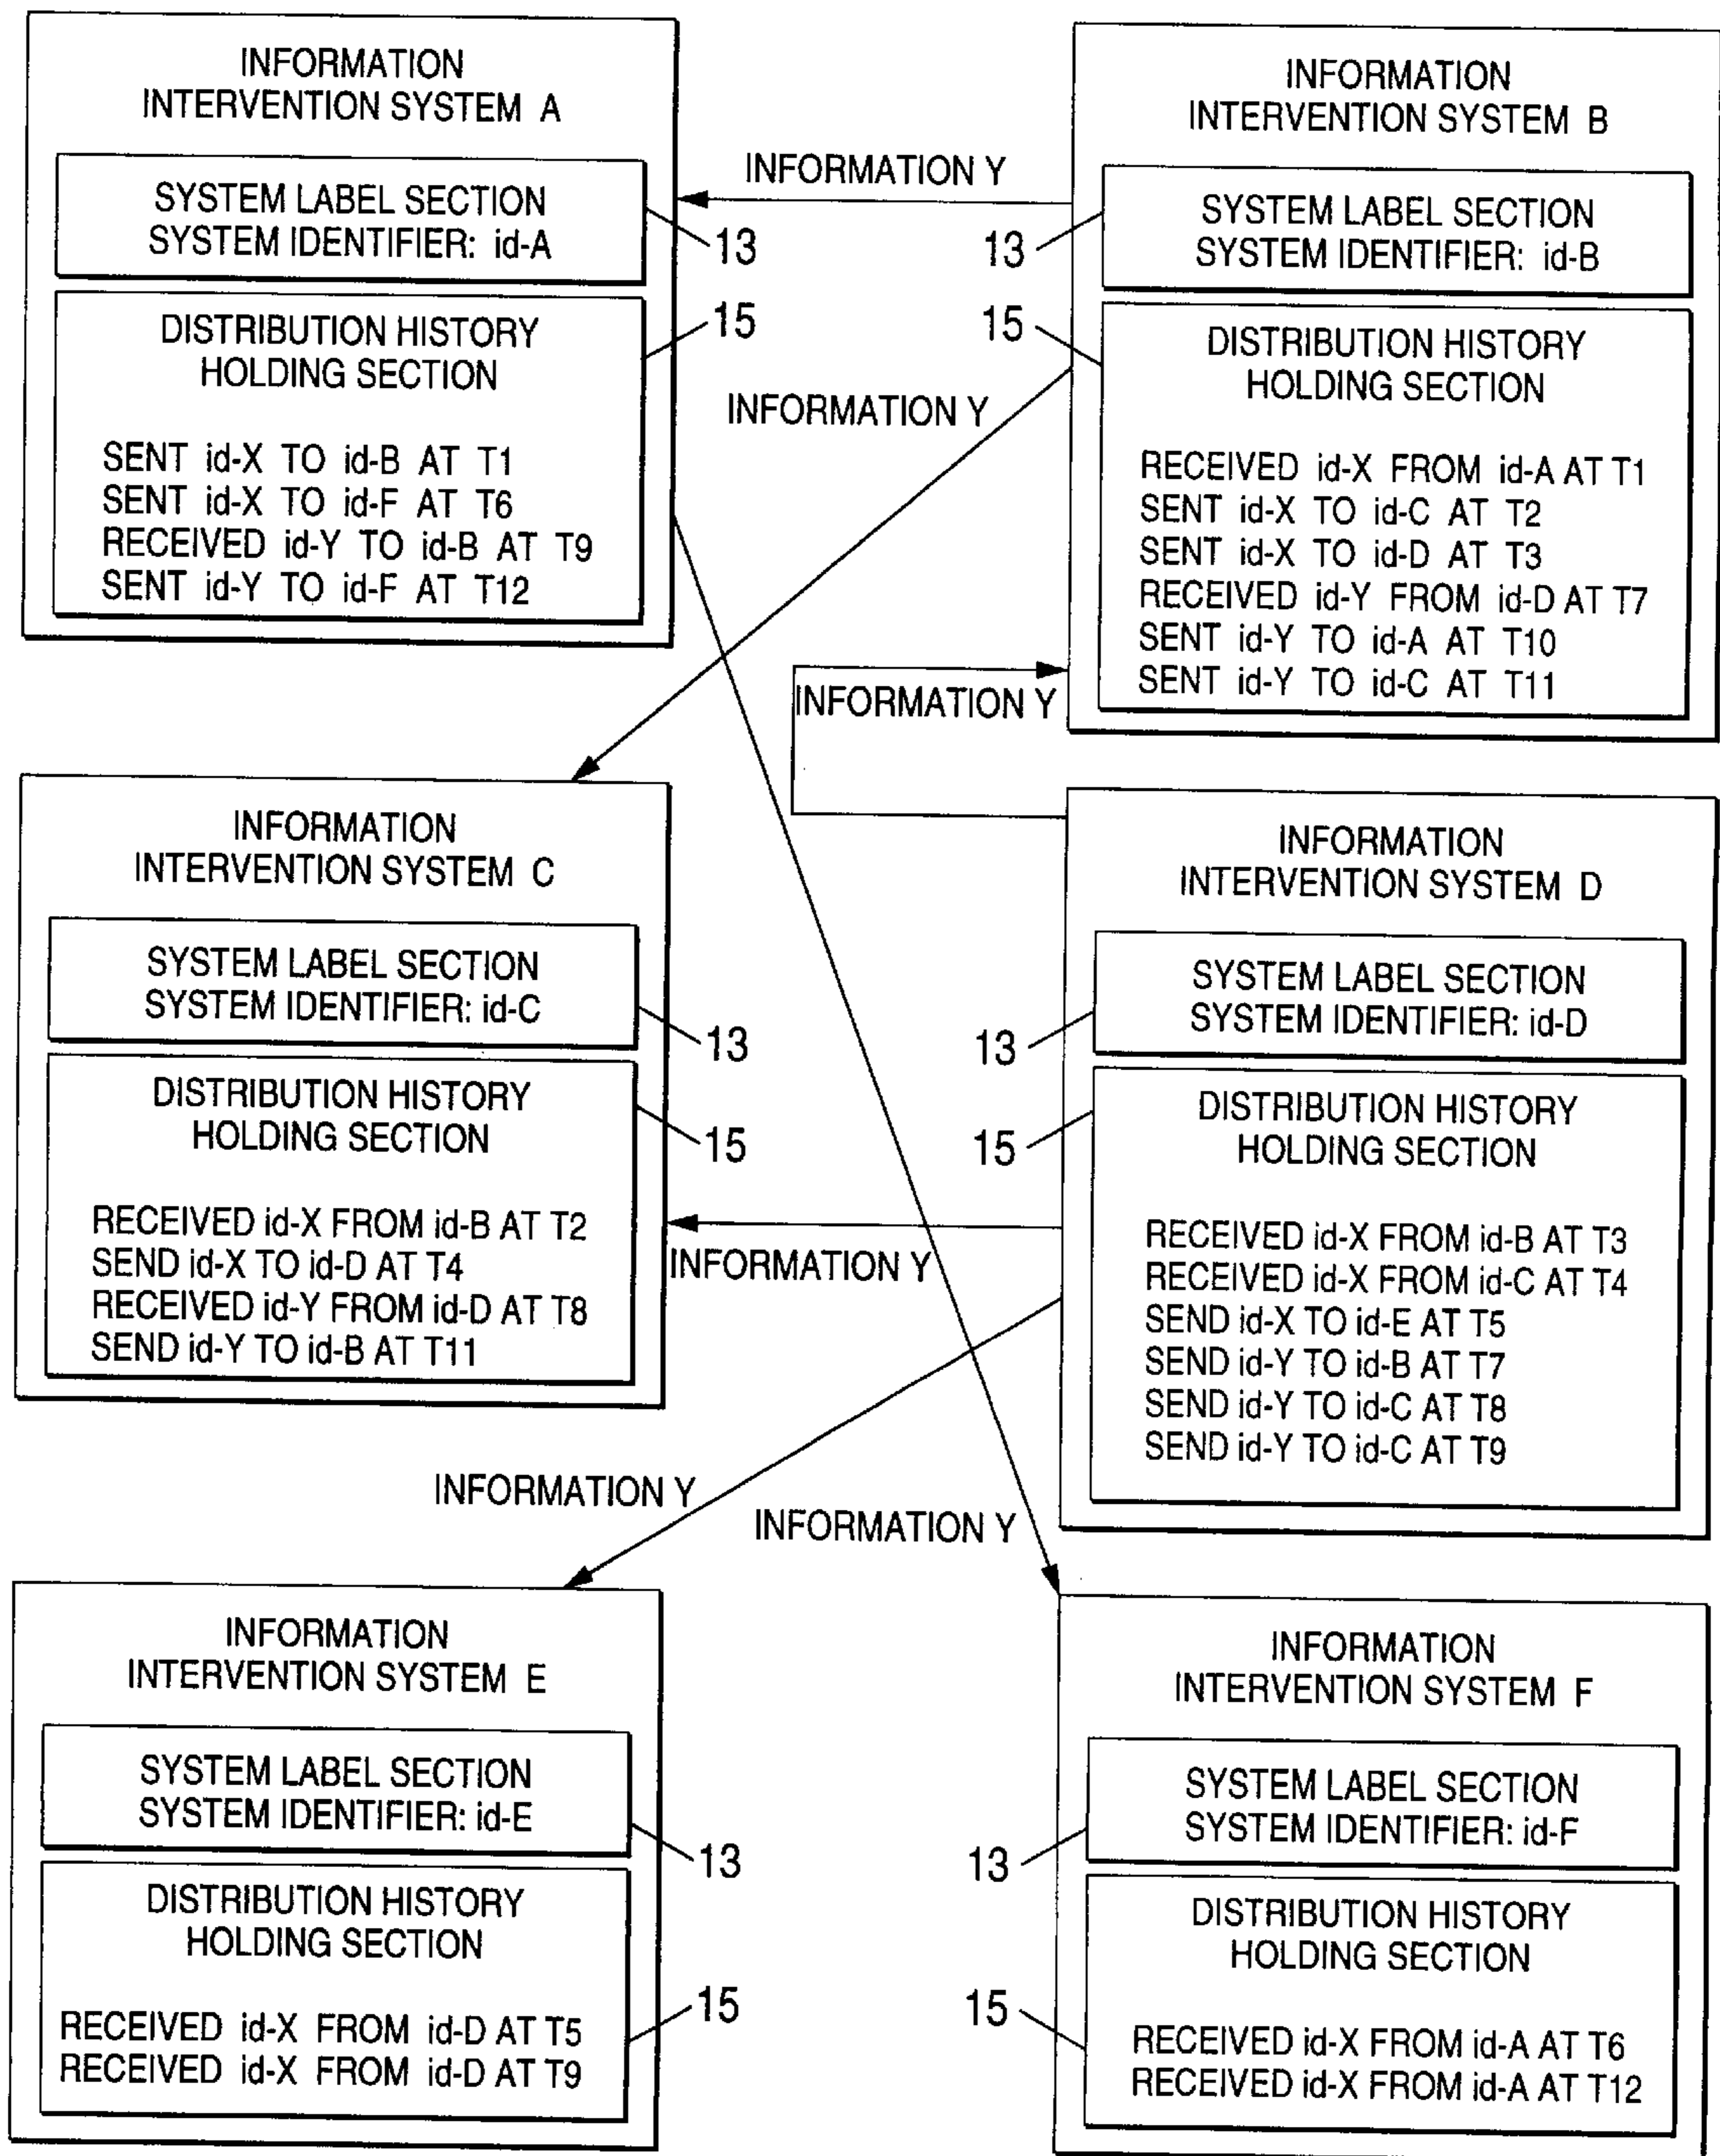 INFORMATION
INTERVENTION SYSTEM A
SYSTEM LABEL SECTION
SYSTEM IDENTIFIER: id-A
13
DISTRIBUTION HISTORY
HOLDING SECTION
15
SENT id-X TO id-B AT T1
SENT id-X TO id-F AT T6
RECEIVED id-Y TO id-B AT T9
SENT id-Y TO id-F AT T12
INFORMATION Y
INFORMATION Y
INFORMATION
INTERVENTION SYSTEM B
SYSTEM LABEL SECTION
SYSTEM IDENTIFIER: id-B
13
DISTRIBUTION HISTORY
HOLDING SECTION
15
RECEIVED id-X FROM id-A AT T1
SENT id-X TO id-C AT T2
SENT id-X TO id-D AT T3
RECEIVED id-Y FROM id-D AT T7
SENT id-Y TO id-A AT T10
SENT id-Y TO id-C AT T11
INFORMATION Y
INFORMATION
INTERVENTION SYSTEM C
SYSTEM LABEL SECTION
SYSTEM IDENTIFIER: id-C
13
DISTRIBUTION HISTORY
HOLDING SECTION
15
RECEIVED id-X FROM id-B AT T2
SEND id-X TO id-D AT T4
RECEIVED id-Y FROM id-D AT T8
SEND id-Y TO id-B AT T11
INFORMATION Y
INFORMATION
INTERVENTION SYSTEM D
SYSTEM LABEL SECTION
SYSTEM IDENTIFIER: id-D
13
DISTRIBUTION HISTORY
HOLDING SECTION
15
RECEIVED id-X FROM id-B AT T3
RECEIVED id-X FROM id-C AT T4
SEND id-X TO id-E AT T5
SEND id-Y TO id-B AT T7
SEND id-Y TO id-C AT T8
SEND id-Y TO id-C AT T9
INFORMATION Y
INFORMATION Y
INFORMATION
INTERVENTION SYSTEM E
SYSTEM LABEL SECTION
SYSTEM IDENTIFIER: id-E
13
DISTRIBUTION HISTORY
HOLDING SECTION
15
RECEIVED id-X FROM id-D AT T5
RECEIVED id-X FROM id-D AT T9
INFORMATION
INTERVENTION SYSTEM F
SYSTEM LABEL SECTION
SYSTEM IDENTIFIER: id-F
13
DISTRIBUTION HISTORY
HOLDING SECTION
15
RECEIVED id-X FROM id-A AT T6
RECEIVED id-X FROM id-A AT T12